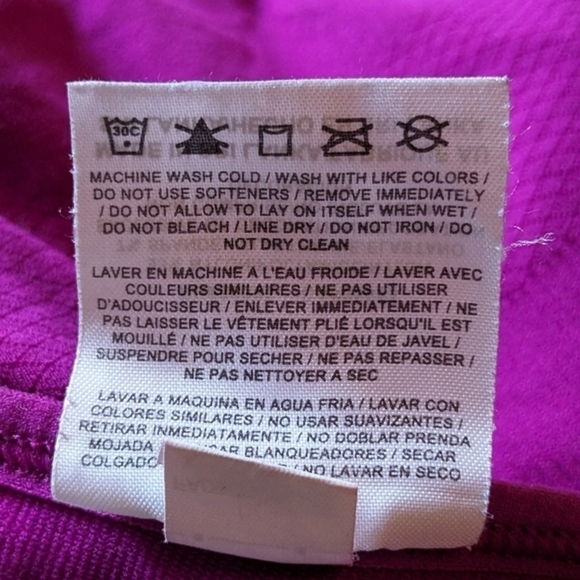 30C
MACHINE WASH COLD / WASH WITH LIKE COLORS /
DO NOT USE SOFTENERS / REMOVE IMMEDIATELY
/ DO NOT ALLOW TO LAY ON ITSELF WHEN WET /
DO NOT BLEACH / LINE DRY / DO NOT IRON / DO
NOT DRY CLEAN
LAVER EN MACHINE A L'EAU FROIDE / LAVER AVEC
COULEURS SIMILAIRES / NE PAS UTILISER
D'ADOUCISSEUR / ENLEVER IMMEDIATEMENT / NE
PAS LAISSER LE VÊTEMENT PLIÉ LORSQU'IL EST
MOUILLÉ / NE PAS UTILISER D'EAU DE JAVEL /
SUSPENDRE POUR SECHER / NE PAS REPASSER /
NE PAS NETTOYER A SEC
LAVAR A MAQUINA EN AGUA FRIA / LAVAR CON
COLORES SIMILARES / NO USAR SUAVIZANTES /
RETIRAR INMEDIATAMENTE / NO DOBLAR PRENDA
MOJADA BLANQUEADORES / SECAR
COLGADO / NO LAVAR EN SECO